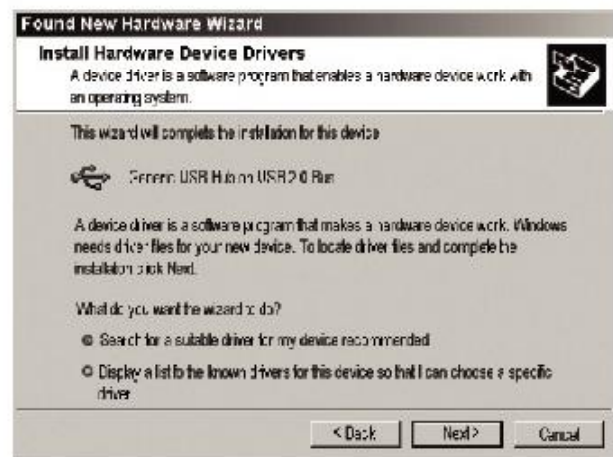 Found New Hardware Wizard
Install Hardware Device Drivers
A device driver is a software program that enables a hardware device work with
an operating system.
This wizard will complete the installation for this device
Generic USB Hub on USB 2.0 Bus
A device driver is a software program that makes a hardware device work. Windows
needs driver files for your new device. To locate driver files and complete he
installation click Next.
What do you want the wizard to do?
Search for a suitable driver for my device recommended
Display a list fo the known drivers for this device so that I can choose a specific
driver
< Back
Next >
Cancel